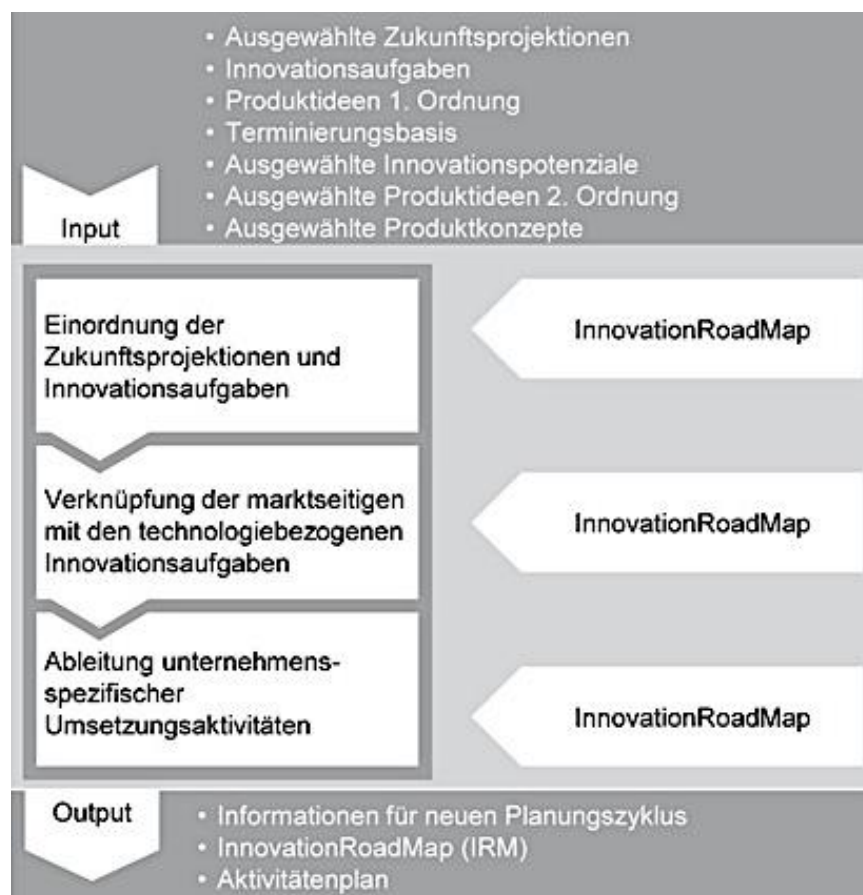 • Ausgewählte Zukunftsprojektionen
• Innovationsaufgaben
• Produktideen 1. Ordnung
• Terminierungsbasis
• Ausgewählte Innovationspotenziale
• Ausgewählte Produktideen 2. Ordnung
• Ausgewählte Produktkonzepte
Input
Einordnung der
Zukunftsprojektionen und
Innovationsaufgaben
InnovationRoadMap
Verknüpfung der marktseitigen
mit den technologiebezogenen
Innovationsaufgaben
InnovationRoadMap
Ableitung unternehmens-
spezifischer
Umsetzungsaktivitäten
InnovationRoadMap
Output
• Informationen für neuen Planungszyklus
• InnovationRoadMap (IRM)
• Aktivitätenplan